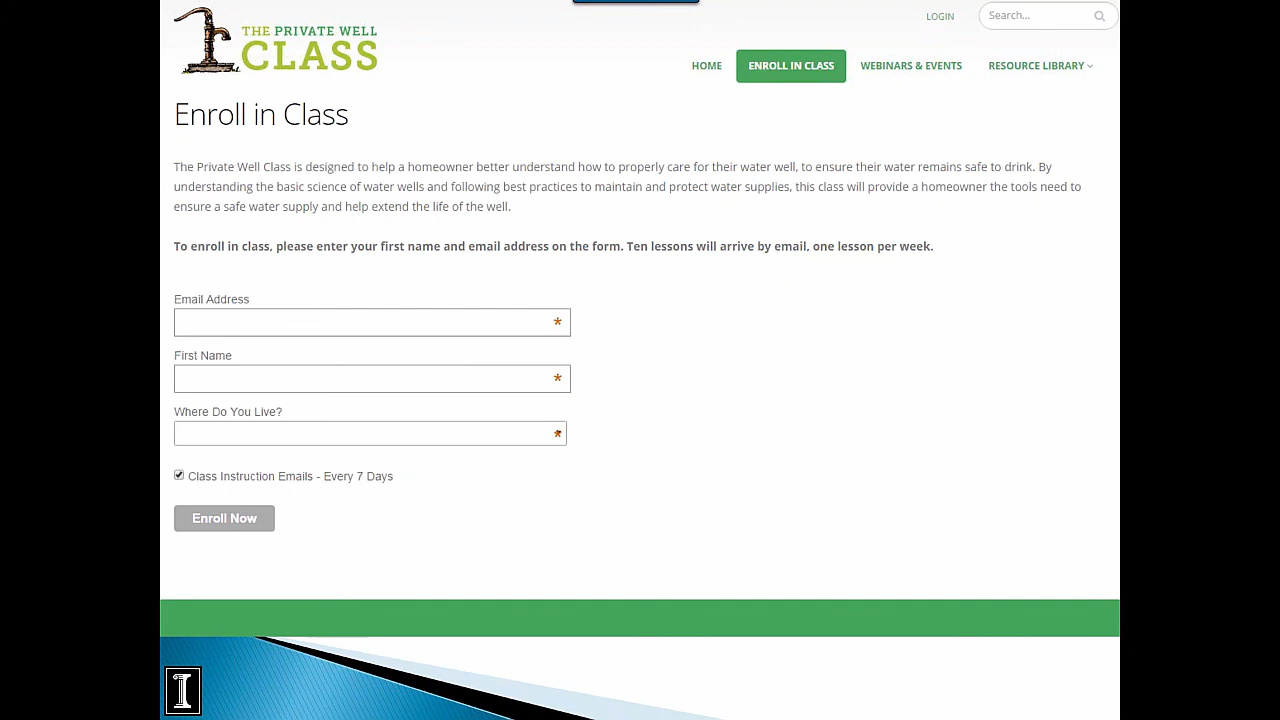 THE PRIVATE WELL
CLASS
LOGIN
Search...
HOME
ENROLL IN CLASS
WEBINARS & EVENTS
RESOURCE LIBRARY
Enroll in Class
The Private Well Class is designed to help a homeowner better understand how to properly care for their water well, to ensure their water remains safe to drink. By
understanding the basic science of water wells and following best practices to maintain and protect water supplies, this class will provide a homeowner the tools need to
ensure a safe water supply and help extend the life of the well.
To enroll in class, please enter your first name and email address on the form. Ten lessons will arrive by email, one lesson per week.
Email Address
*
First Name
*
Where Do You Live?
*
Class Instruction Emails - Every 7 Days
Enroll Now
I